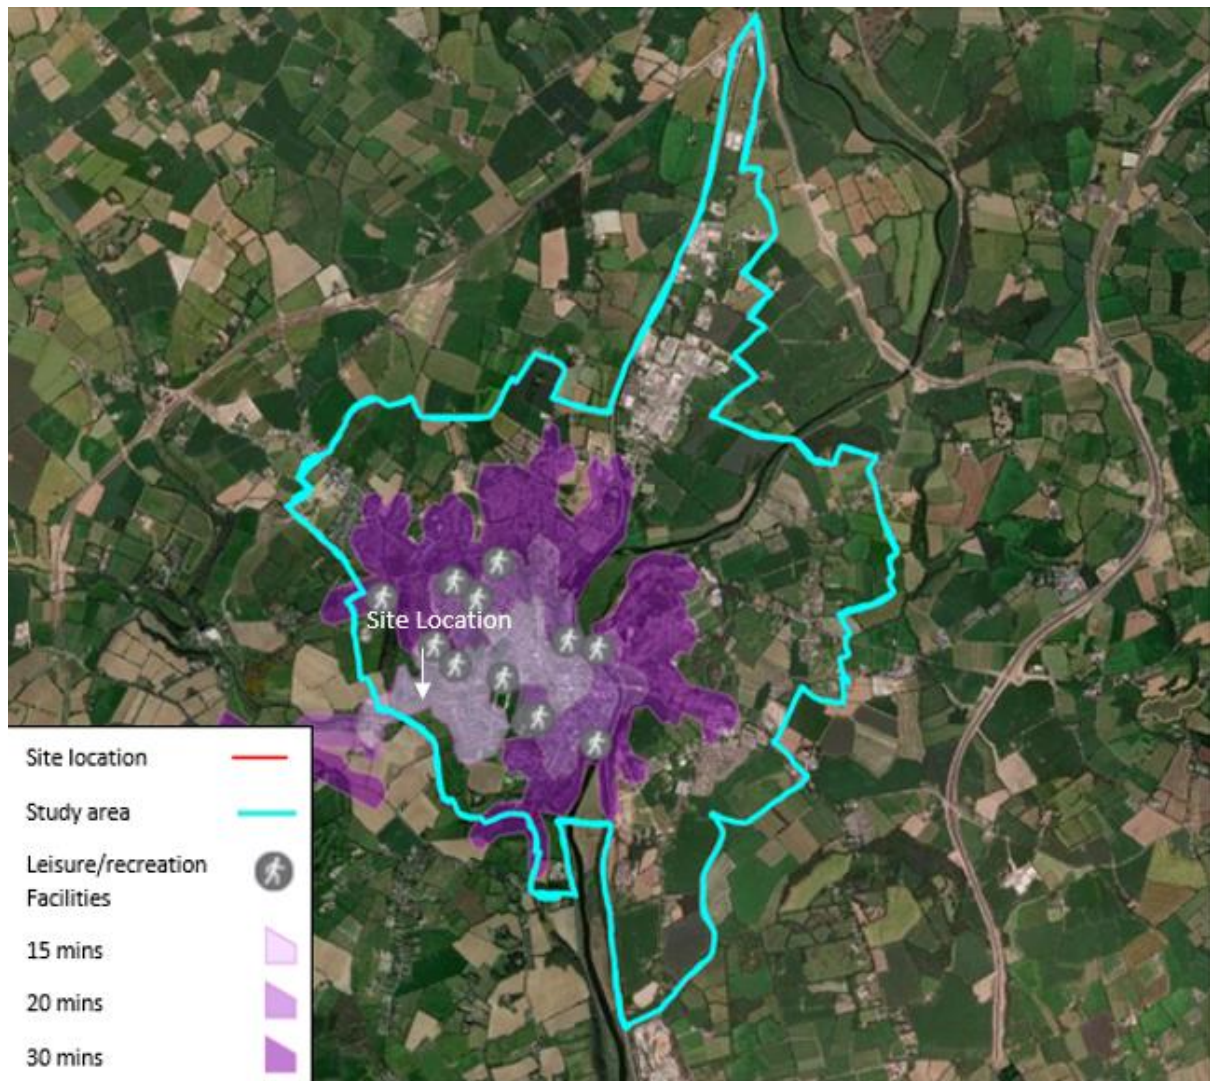 Site Location
Site location
Study area
Leisure/recreation
Facilities
15 mins
20 mins
30 mins